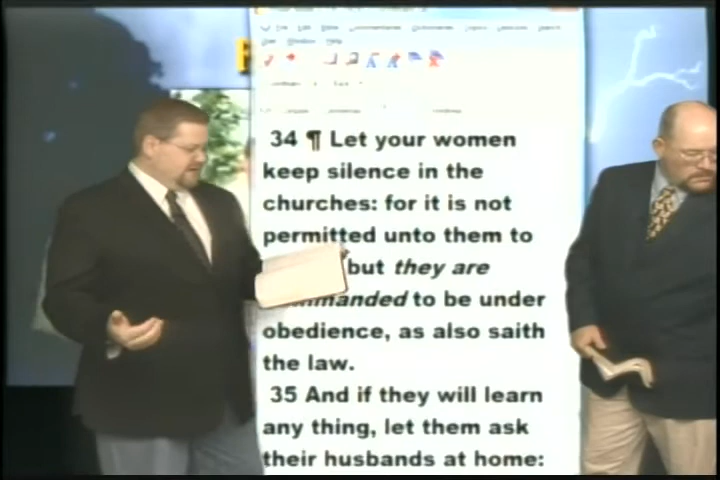 34 ¶ Let your women
keep silence in the
churches: for it is not
permitted unto them to
but they are
manded to be under
obedience, as also saith
the law.
35 And if they will learn
any thing, let them ask
their husbands at home: